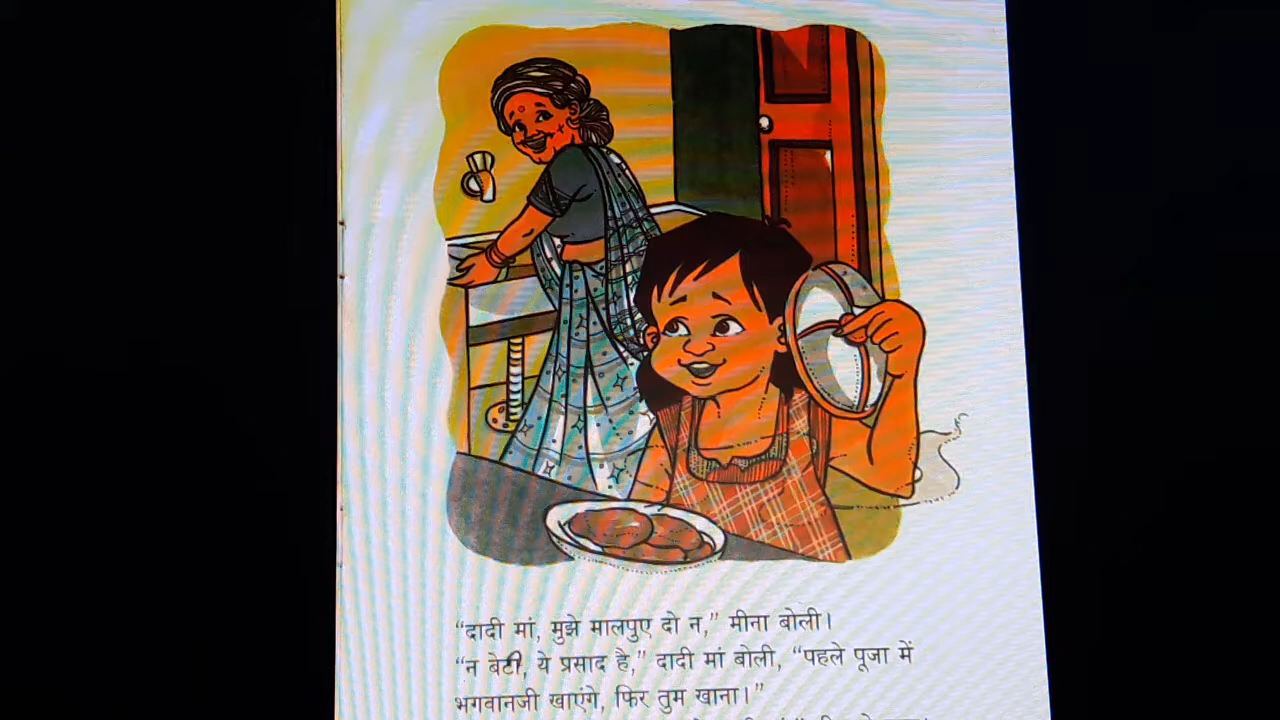 “दादी मां, मुझे मालपुए दो न,” मीना बोली।
“न बेटी, ये प्रसाद है,” दादी मां बोली, “पहले पूजा में
भगवानजी खाएंगे, फिर तुम खाना।”